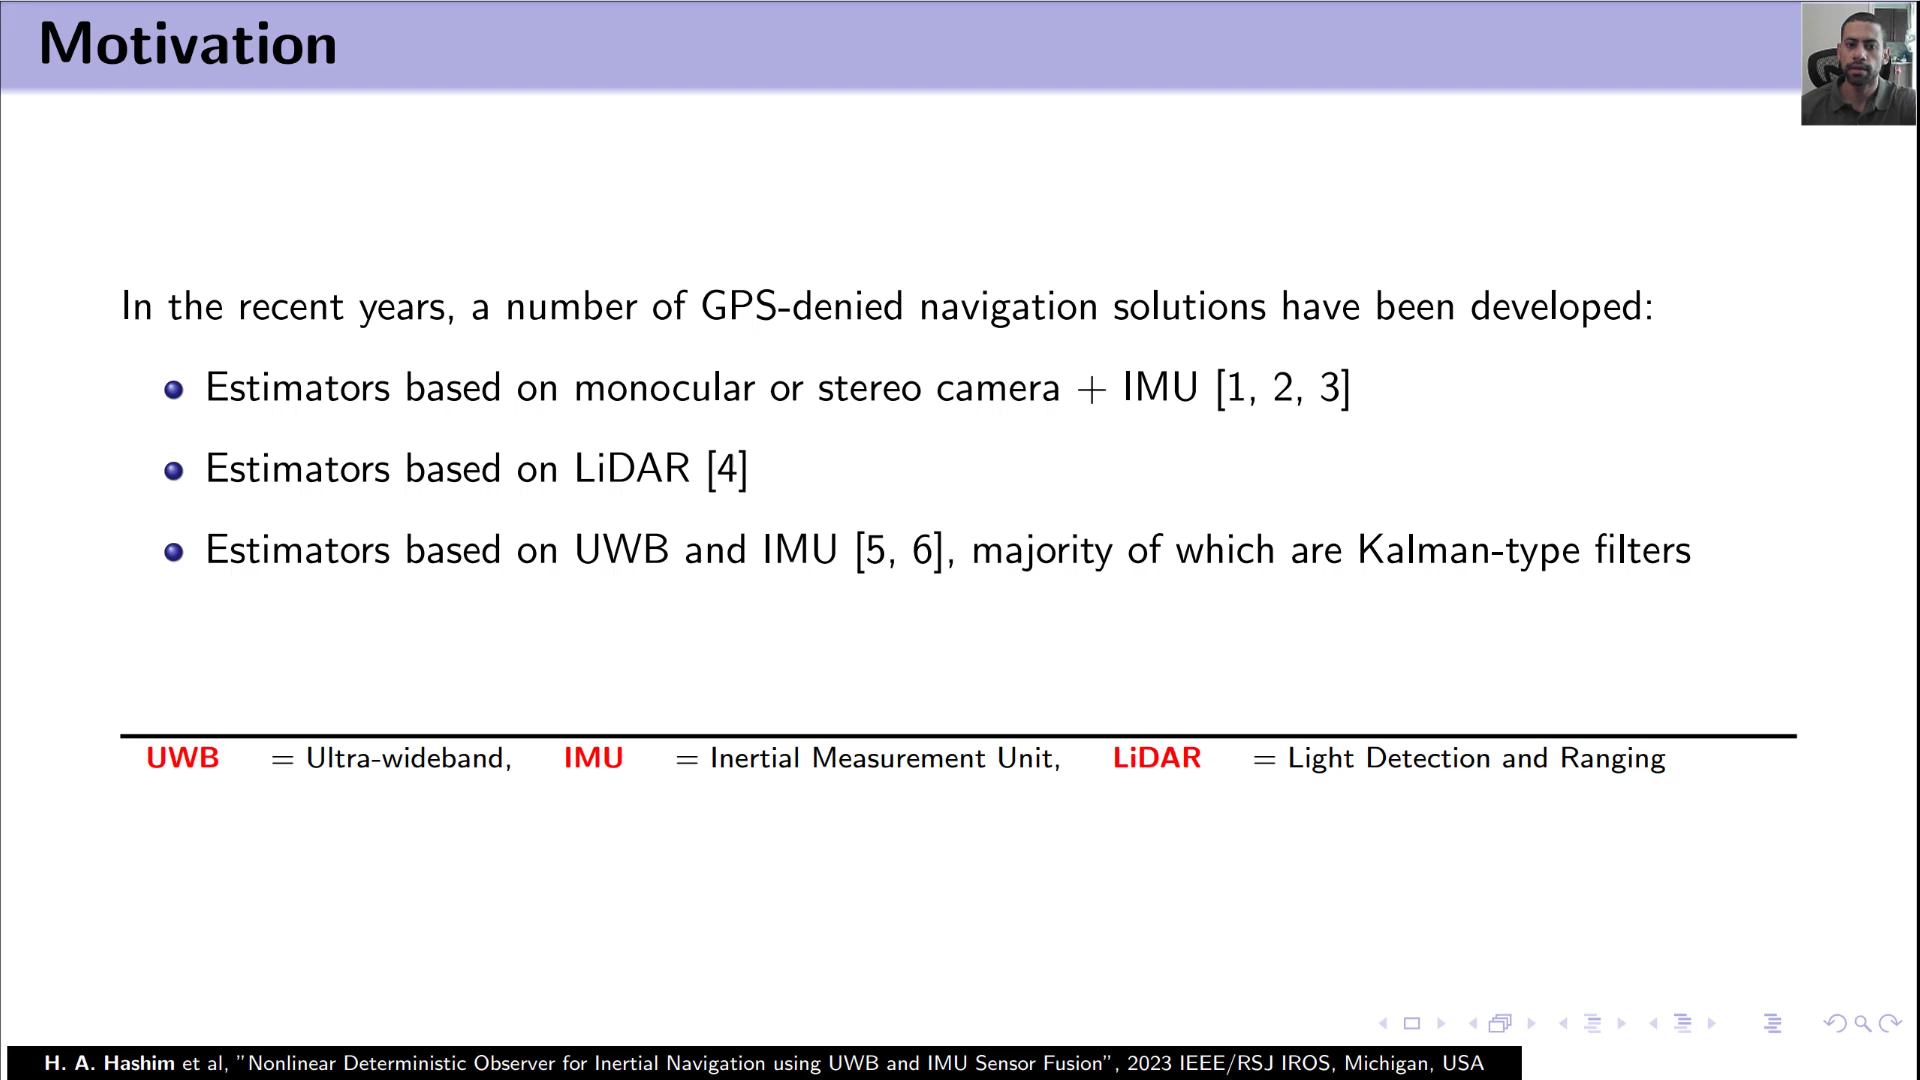 Motivation
In the recent years, a number of GPS-denied navigation solutions have been developed:
Estimators based on monocular or stereo camera + IMU [1, 2, 3]
Estimators based on LiDAR [4]
Estimators based on UWB and IMU [5, 6], majority of which are Kalman-type filters
UWB = Ultra-wideband, IMU = Inertial Measurement Unit, LiDAR = Light Detection and Ranging
H. A. Hashim et al, "Nonlinear Deterministic Observer for Inertial Navigation using UWB and IMU Sensor Fusion", 2023 IEEE/RSJ IROS, Michigan, USA